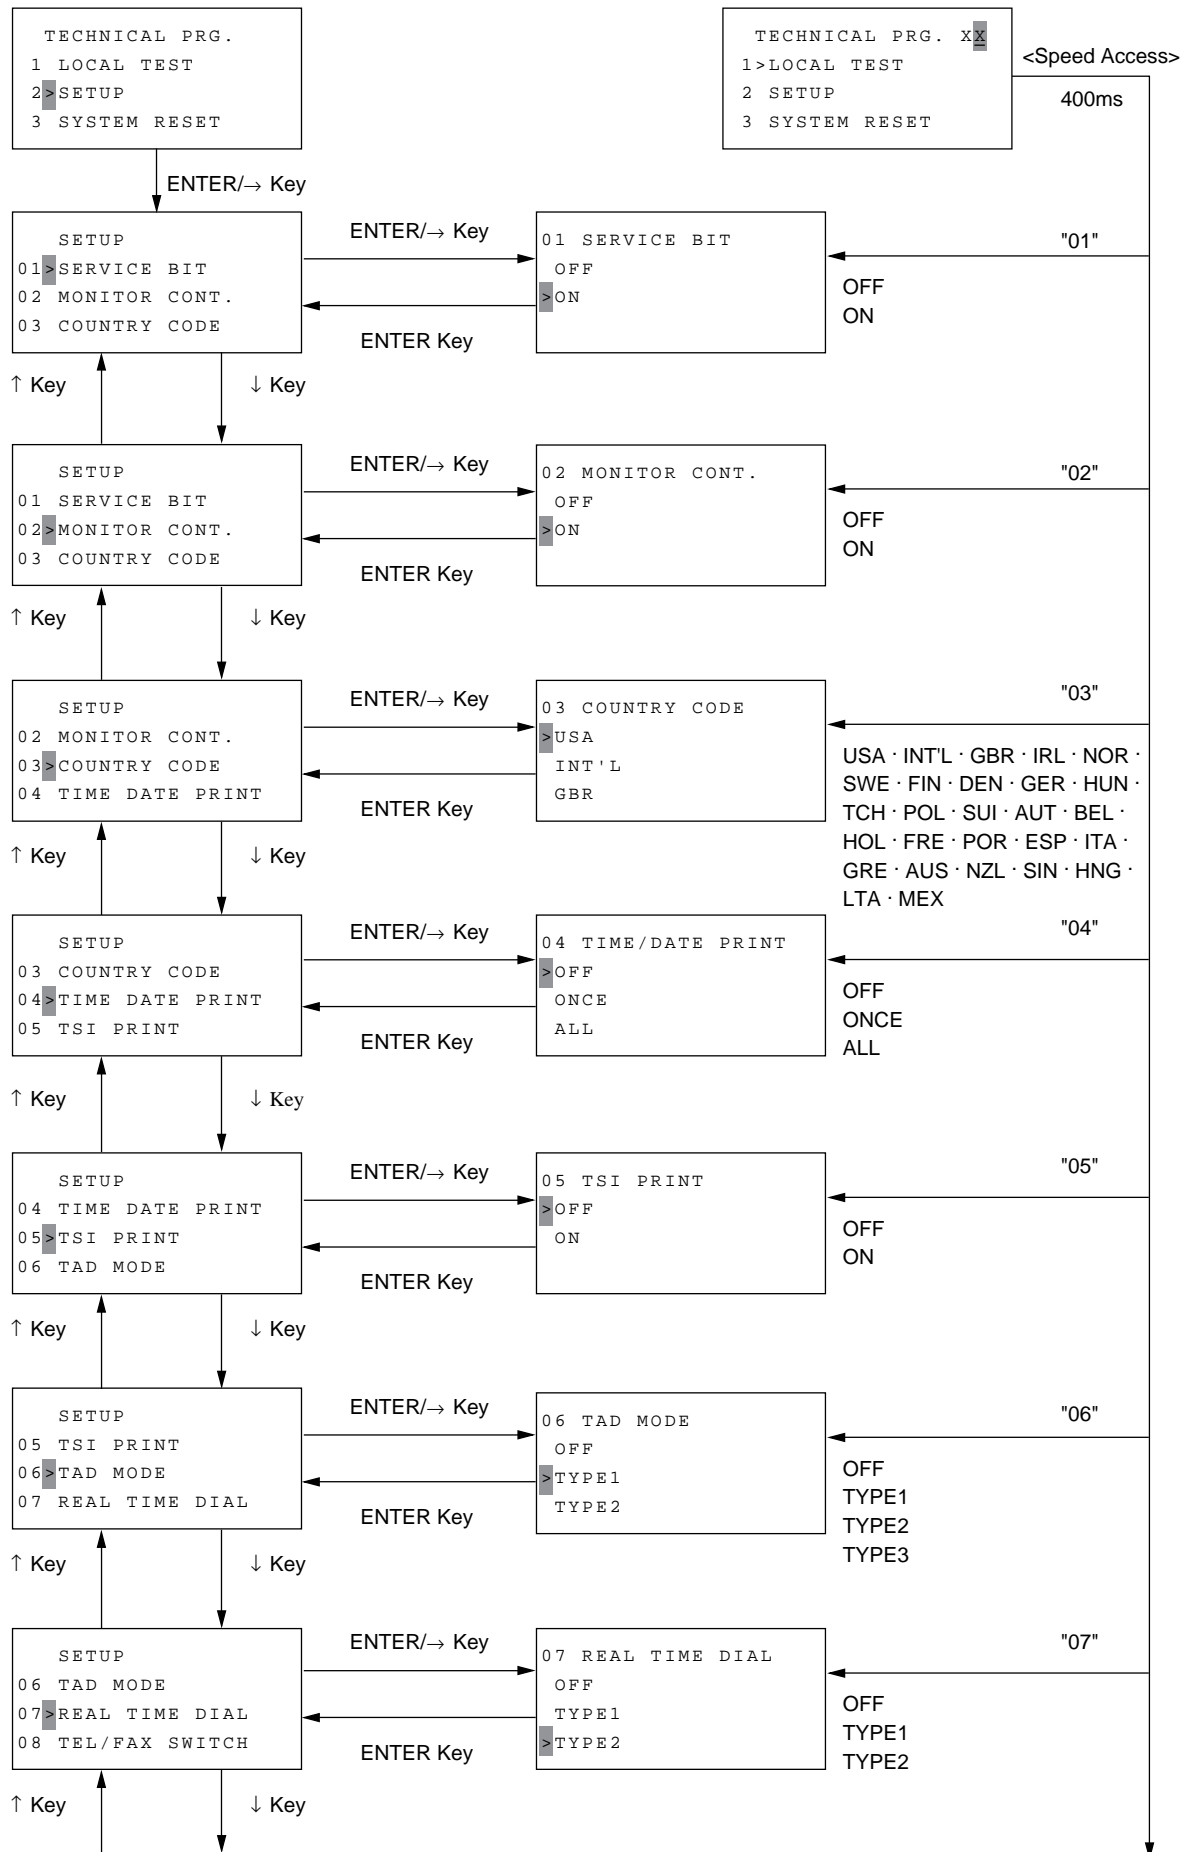 TECHNICAL PRG.
1 LOCAL TEST
2>SETUP
3 SYSTEM RESET
TECHNICAL PRG. XX
1>LOCAL TEST
2 SETUP
3 SYSTEM RESET
<Speed Access>
400ms
ENTER/→ Key
SETUP
01>SERVICE BIT
02 MONITOR CONT.
03 COUNTRY CODE
ENTER/→ Key
ENTER Key
01 SERVICE BIT
OFF
>ON
"01"
OFF
ON
↑ Key
↓ Key
SETUP
01 SERVICE BIT
02>MONITOR CONT.
03 COUNTRY CODE
ENTER/→ Key
ENTER Key
02 MONITOR CONT.
OFF
>ON
"02"
OFF
ON
↑ Key
↓ Key
SETUP
02 MONITOR CONT.
03>COUNTRY CODE
04 TIME DATE PRINT
ENTER/→ Key
ENTER Key
03 COUNTRY CODE
>USA
INT'L
GBR
"03"
USA · INT'L · GBR · IRL · NOR ·
SWE · FIN · DEN · GER · HUN ·
TCH · POL · SUI · AUT · BEL ·
HOL · FRE · POR · ESP · ITA ·
GRE · AUS · NZL · SIN · HNG ·
LTA · MEX
↑ Key
↓ Key
SETUP
03 COUNTRY CODE
04>TIME DATE PRINT
05 TSI PRINT
ENTER/→ Key
ENTER Key
04 TIME/DATE PRINT
>OFF
ONCE
ALL
"04"
OFF
ONCE
ALL
↑ Key
↓ Key
SETUP
04 TIME DATE PRINT
05>TSI PRINT
06 TAD MODE
ENTER/→ Key
ENTER Key
05 TSI PRINT
>OFF
ON
"05"
OFF
ON
↑ Key
↓ Key
SETUP
05 TSI PRINT
06>TAD MODE
07 REAL TIME DIAL
ENTER/→ Key
ENTER Key
06 TAD MODE
OFF
>TYPE1
TYPE2
"06"
OFF
TYPE1
TYPE2
TYPE3
↑ Key
↓ Key
SETUP
06 TAD MODE
07>REAL TIME DIAL
08 TEL/FAX SWITCH
ENTER/→ Key
ENTER Key
07 REAL TIME DIAL
OFF
TYPE1
>TYPE2
"07"
OFF
TYPE1
TYPE2
↑ Key
↓ Key